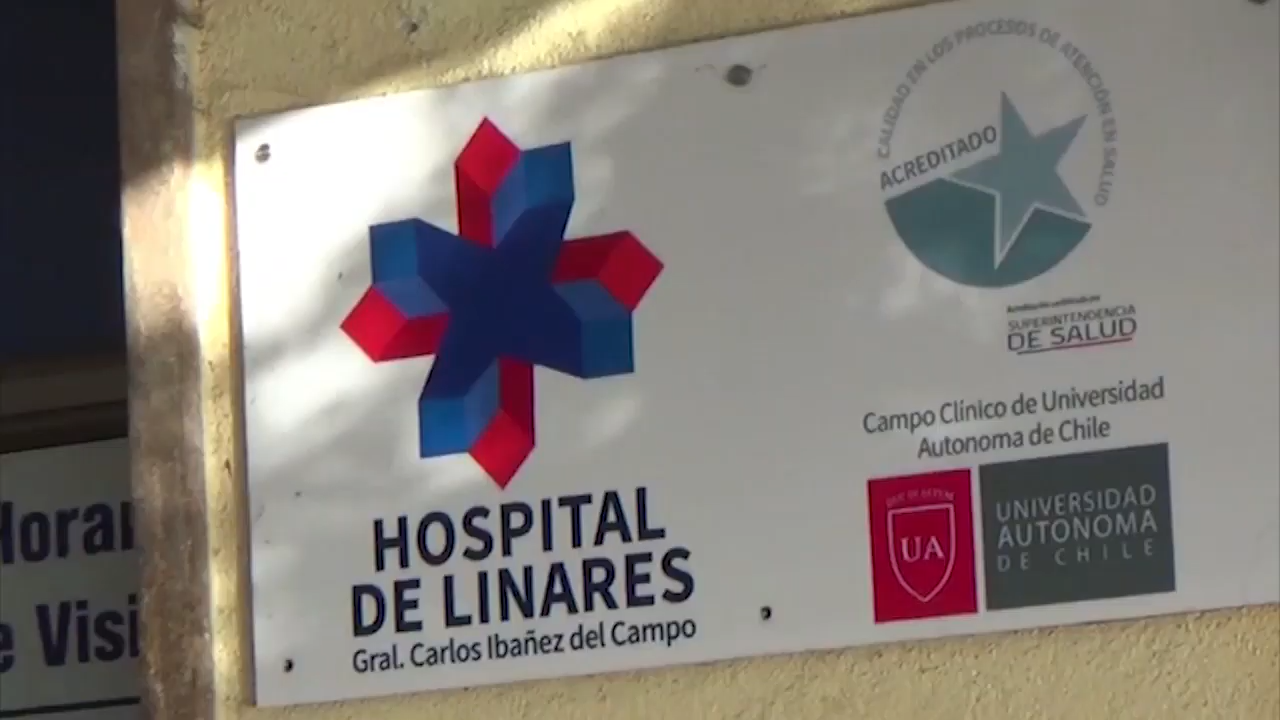 HOSPITAL
DE LINARES
Gral. Carlos Ibañez del Campo
CALIDAD EN LOS PROCESOS DE ATENCIÓN EN SALUD
ACREDITADO
SUPERINTENDENCIA
DE SALUD
Campo Clínico de Universidad
Autonoma de Chile
UA
UNIVERSIDAD
AUTONOMA
DE CHILE
Horar
e Visi